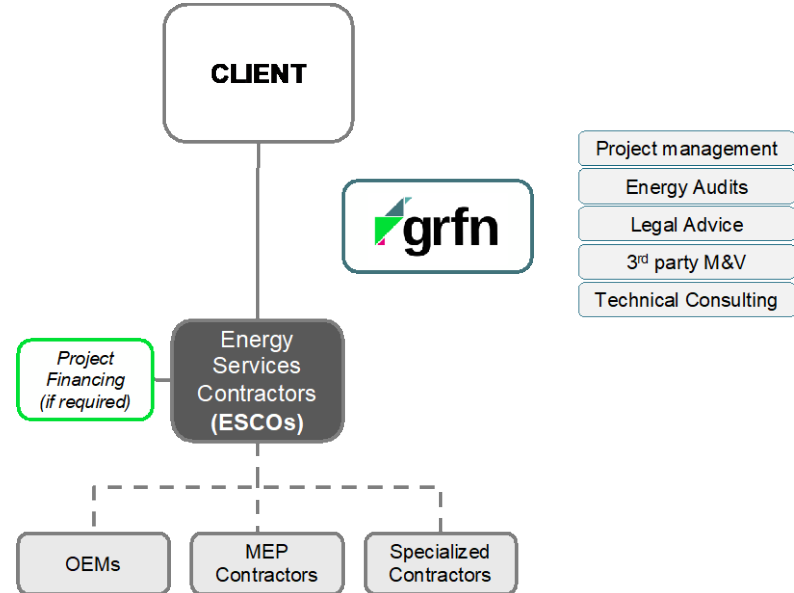 CLIENT
grfn
Project management
Energy Audits
Legal Advice
3rd party M&V
Technical Consulting
Energy
Services
Contractors
(ESCOs)
Project
Financing
(if required)
OEMs
MEP
Contractors
Specialized
Contractors